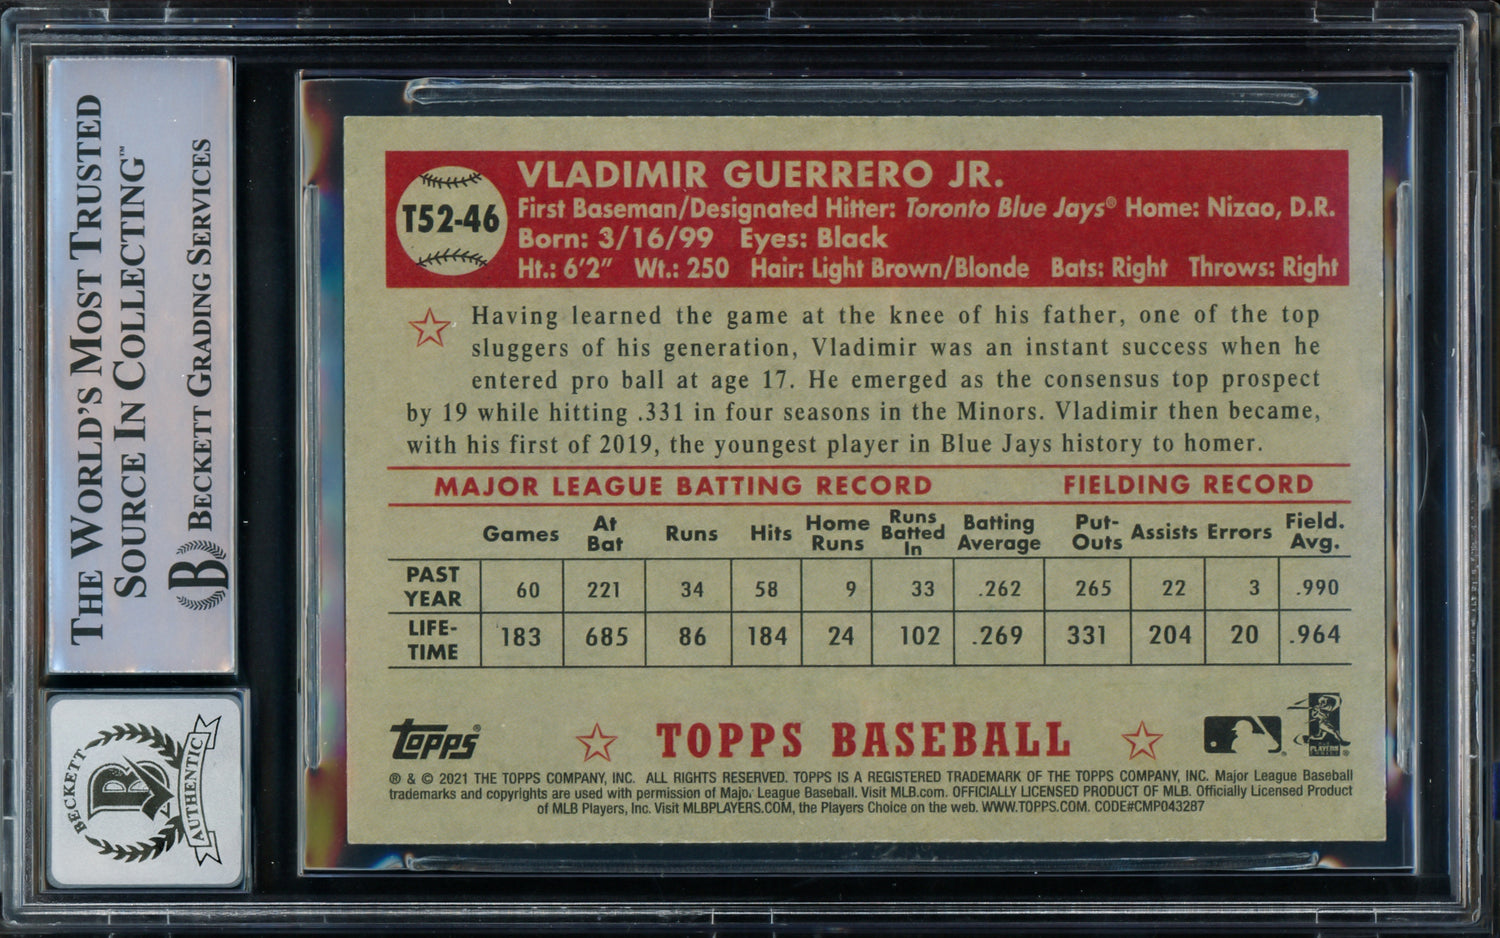 THE WORLD'S MOST TRUSTED
SOURCE IN COLLECTING™
BECKETT GRADING SERVICES
B
BECKETT
B
AUTHENTIC
T52-46
VLADIMIR GUERRERO JR.
First Baseman/Designated Hitter: Toronto Blue Jays® Home: Nizao, D.R.
Born: 3/16/99 Eyes: Black
Ht.: 6'2" Wt.: 250 Hair: Light Brown/Blonde Bats: Right Throws: Right
Having learned the game at the knee of his father, one of the top
sluggers of his generation, Vladimir was an instant success when he
entered pro ball at age 17. He emerged as the consensus top prospect
by 19 while hitting .331 in four seasons in the Minors. Vladimir then became,
with his first of 2019, the youngest player in Blue Jays history to homer.
MAJOR LEAGUE BATTING RECORD FIELDING RECORD
Games At Bat Runs Hits Home Runs Runs Batted In Batting Average Put-Outs Assists Errors Field. Avg.
PAST YEAR 60 221 34 58 9 33 .262 265 22 3 .990
LIFE-TIME 183 685 86 184 24 102 .269 331 204 20 .964
Topps® TOPPS BASEBALL PLAYERS
® & © 2021 THE TOPPS COMPANY, INC. ALL RIGHTS RESERVED. TOPPS IS A REGISTERED TRADEMARK OF THE TOPPS COMPANY, INC. Major League Baseball
trademarks and copyrights are used with permission of Major League Baseball. Visit MLB.com. OFFICIALLY LICENSED PRODUCT OF MLB. Officially Licensed Product
of MLB Players, Inc. Visit MLBPLAYERS.COM, the Players Choice on the web. WWW.TOPPS.COM. CODE#CMP043287